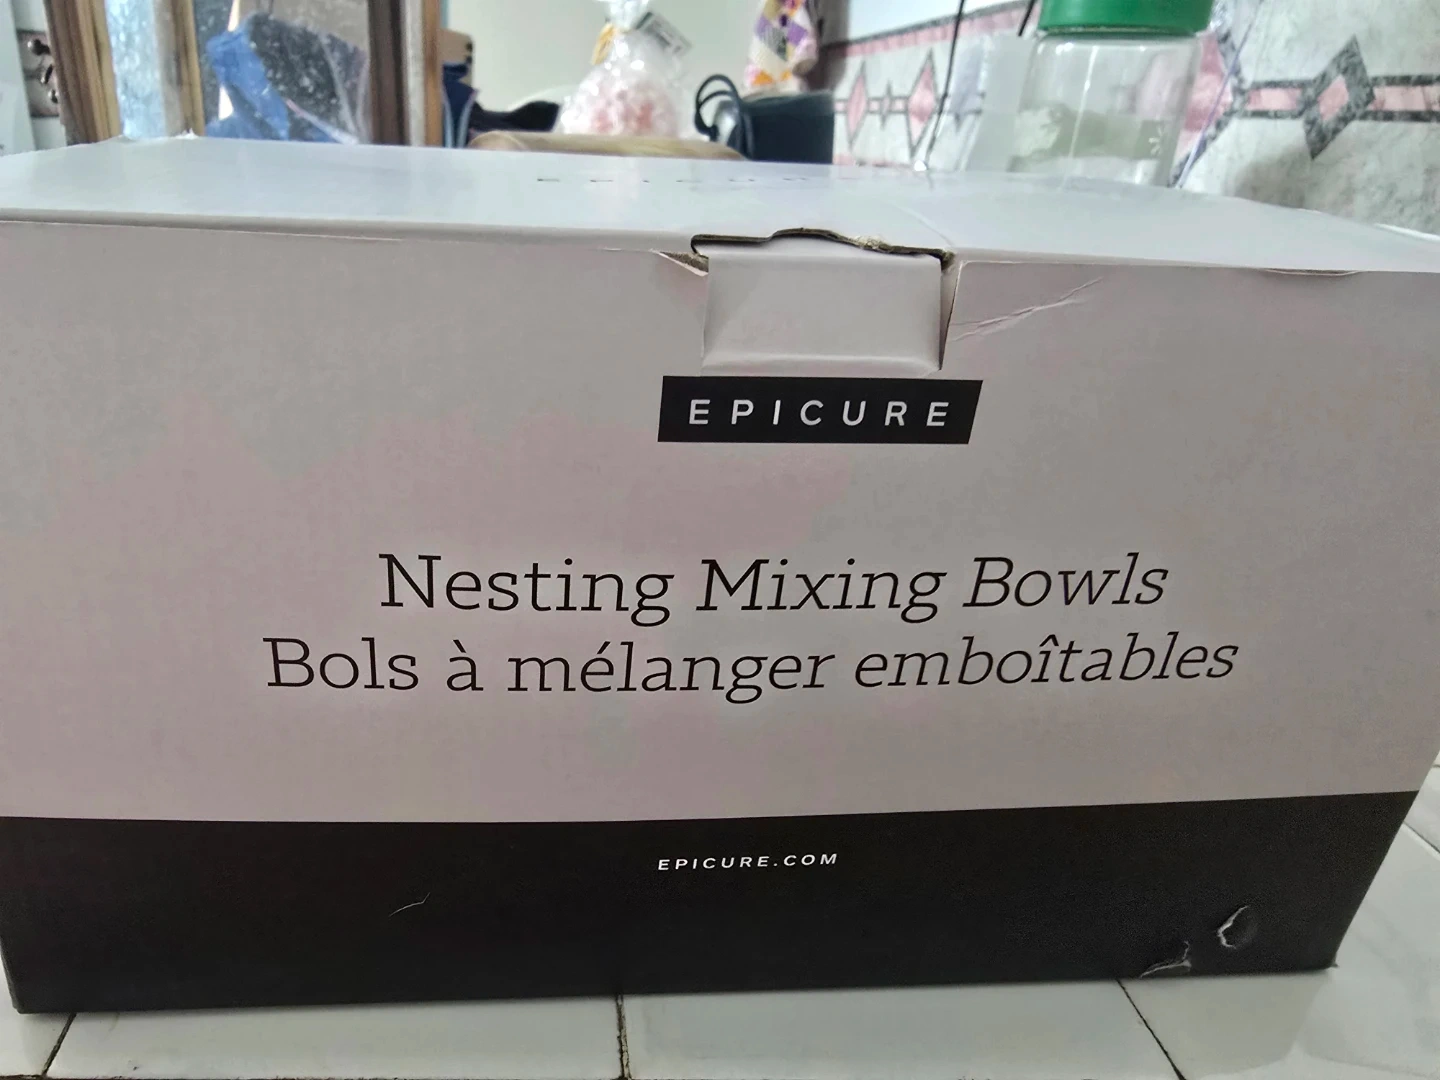 EPICURE
Nesting Mixing Bowls
Bols à mélanger emboîtables
EPICURE.COM